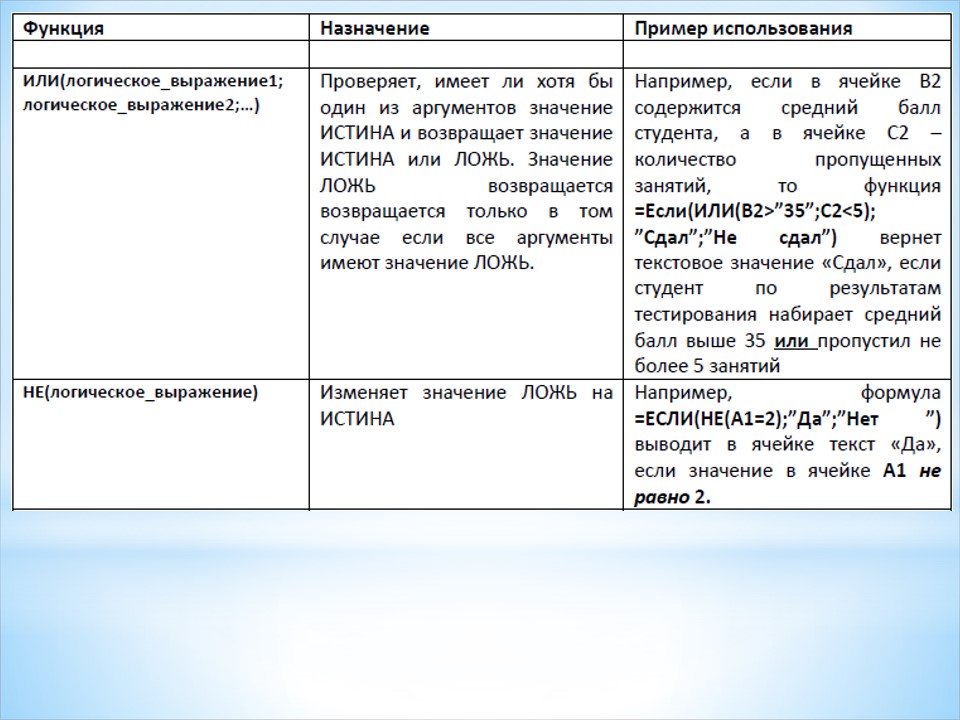 Функция
Назначение
Пример использования
ИЛИ(логическое_выражение1;
логическое_выражение2;…)
Проверяет, имеет ли хотя бы
один из аргументов значение
ИСТИНА и возвращает значение
ИСТИНА или ЛОЖЬ. Значение
ЛОЖЬ возвращается
возвращается только в том
случае если все аргументы
имеют значение ЛОЖЬ.
Например, если в ячейке B2
содержится средний балл
студента, а в ячейке C2 –
количество пропущенных
занятий, то функция
=Если(ИЛИ(B2>”35”;C2<5);
”Сдал”;”Не сдал”) вернет
текстовое значение «Сдал», если
студент по результатам
тестирования набирает средний
балл выше 35 или пропустил не
более 5 занятий
НЕ(логическое_выражение)
Изменяет значение ЛОЖЬ на
ИСТИНА
Например, формула
=ЕСЛИ(НЕ(A1=2);”Да”;”Нет ”)
выводит в ячейке текст «Да»,
если значение в ячейке A1 не
равно 2.